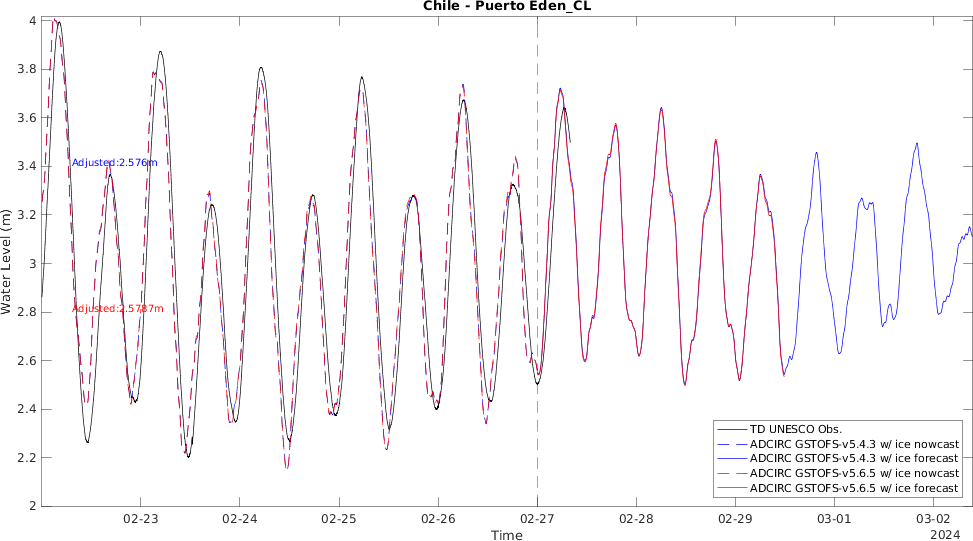 Chile - Puerto Eden_CL
Water Level (m)
4
3.8
3.6
3.4
3.2
3
2.8
2.6
2.4
2.2
2
Adjusted:2.576m
Adjusted:2.5787m
TD UNESCO Obs.
ADCIRC GSTOFS-v5.4.3 w/ ice nowcast
ADCIRC GSTOFS-v5.4.3 w/ ice forecast
ADCIRC GSTOFS-v5.6.5 w/ ice nowcast
ADCIRC GSTOFS-v5.6.5 w/ ice forecast
02-23 02-24 02-25 02-26 02-27 02-28 02-29 03-01 03-02
2024
Time